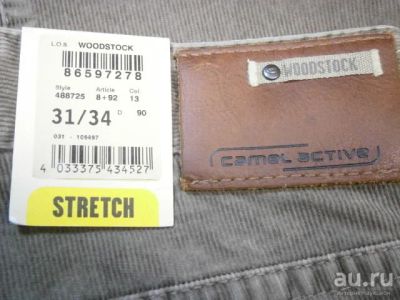 L.O.S. WOODSTOCK
86597278
Style Article Col
488725 8+92 13
31/34 D 90
031 - 109497
4 033375 434527
STRETCH
WOODSTOCK
camel active
au.ru